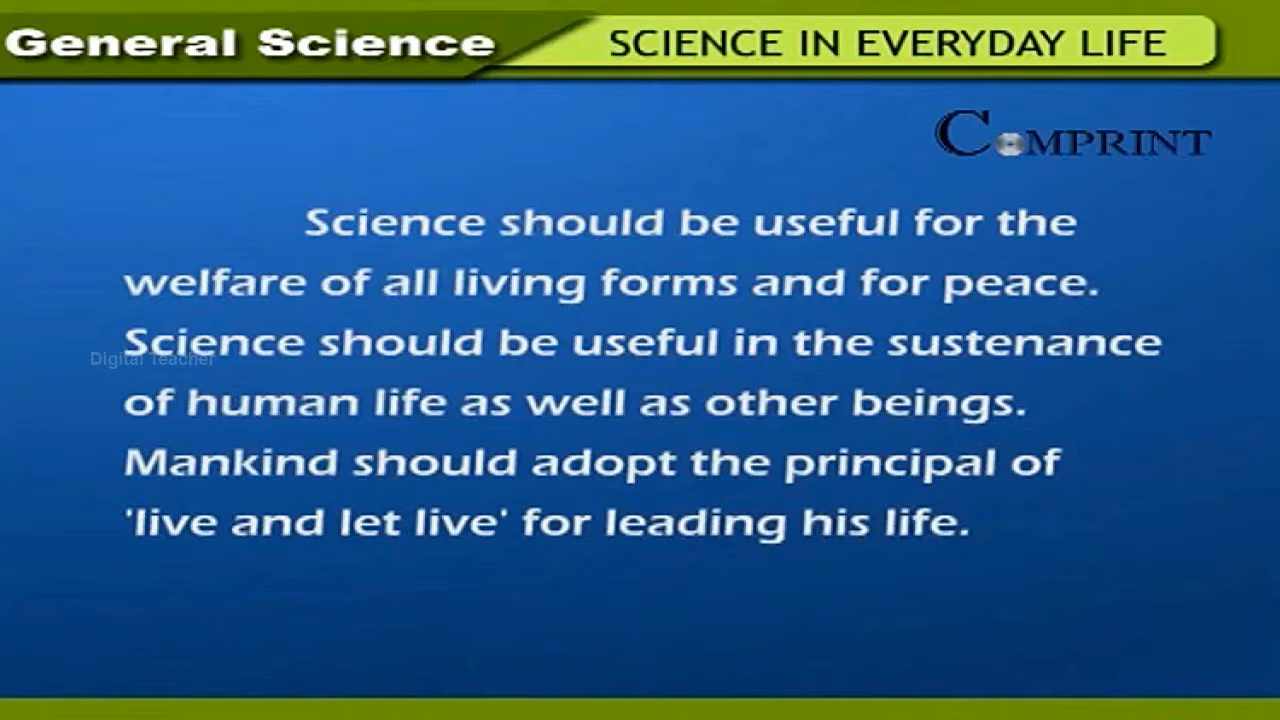 General Science
SCIENCE IN EVERYDAY LIFE
COMPRINT
Science should be useful for the
welfare of all living forms and for peace.
Science should be useful in the sustenance
Digital Teacher
of human life as well as other beings.
Mankind should adopt the principal of
'live and let live' for leading his life.